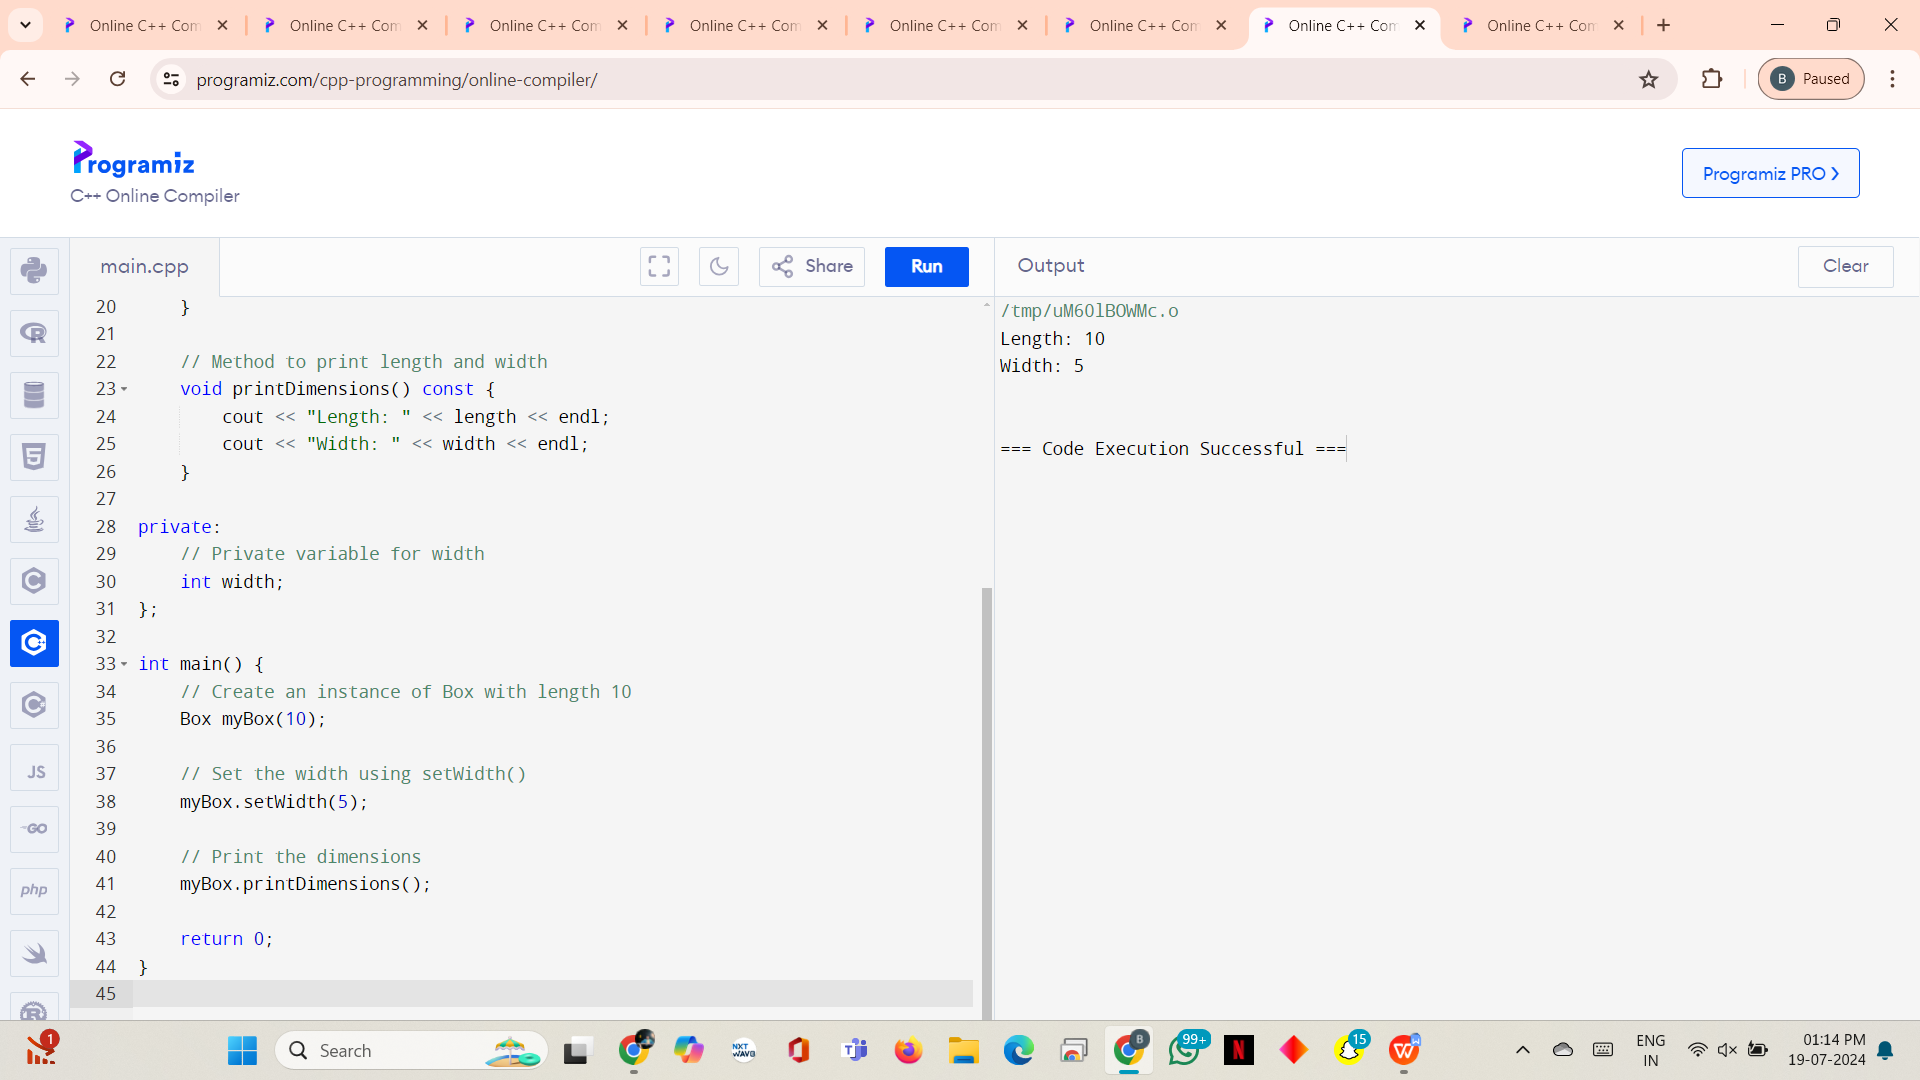 Online C++ Com
Online C++ Com
Online C++ Com
Online C++ Com
Online C++ Com
Online C++ Com
Online C++ Com
Online C++ Com
programiz.com/cpp-programming/online-compiler/
B Paused
Programiz
C++ Online Compiler
Programiz PRO
main.cpp
Share
Run
Output
Clear
20     }
21
22     // Method to print length and width
23     void printDimensions() const {
24         cout << "Length: " << length << endl;
25         cout << "Width: " << width << endl;
26     }
27
28 private:
29     // Private variable for width
30     int width;
31 };
32
33 int main() {
34     // Create an instance of Box with length 10
35     Box myBox(10);
36
37     // Set the width using setWidth()
38     myBox.setWidth(5);
39
40     // Print the dimensions
41     myBox.printDimensions();
42
43     return 0;
44 }
45
/tmp/uM6OlBOWMc.o
Length: 10
Width: 5
=== Code Execution Successful ===
JS
GO
php
1
Search
NXT
WAVE
B
99+
N
15
W
ENG
IN
01:14 PM
19-07-2024